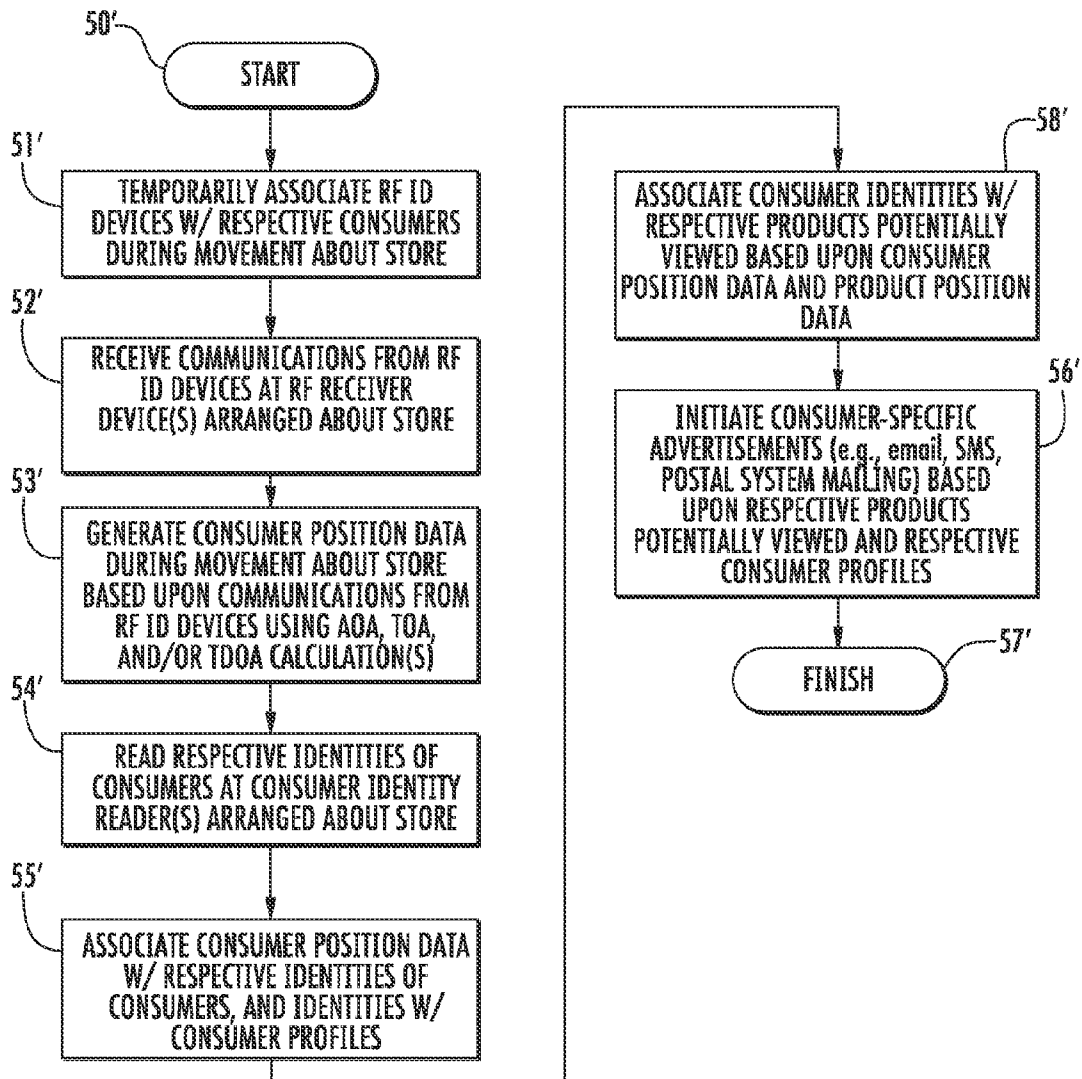 50'
START
51'
TEMPORARILY ASSOCIATE RF ID
DEVICES W/ RESPECTIVE CONSUMERS
DURING MOVEMENT ABOUT STORE
52'
RECEIVE COMMUNICATIONS FROM RF
ID DEVICES AT RF RECEIVER
DEVICE(S) ARRANGED ABOUT STORE
53'
GENERATE CONSUMER POSITION DATA
DURING MOVEMENT ABOUT STORE
BASED UPON COMMUNICATIONS FROM
RF ID DEVICES USING AOA, TOA,
AND/OR TDOA CALCULATION(S)
54'
READ RESPECTIVE IDENTITIES OF
CONSUMERS AT CONSUMER IDENTITY
READER(S) ARRANGED ABOUT STORE
55'
ASSOCIATE CONSUMER POSITION DATA
W/ RESPECTIVE IDENTITIES OF
CONSUMERS, AND IDENTITIES W/
CONSUMER PROFILES
58'
ASSOCIATE CONSUMER IDENTITIES W/
RESPECTIVE PRODUCTS POTENTIALLY
VIEWED BASED UPON CONSUMER
POSITION DATA AND PRODUCT POSITION
DATA
56'
INITIATE CONSUMER-SPECIFIC
ADVERTISEMENTS (e.g., email, SMS,
POSTAL SYSTEM MAILING) BASED
UPON RESPECTIVE PRODUCTS
POTENTIALLY VIEWED AND RESPECTIVE
CONSUMER PROFILES
57'
FINISH